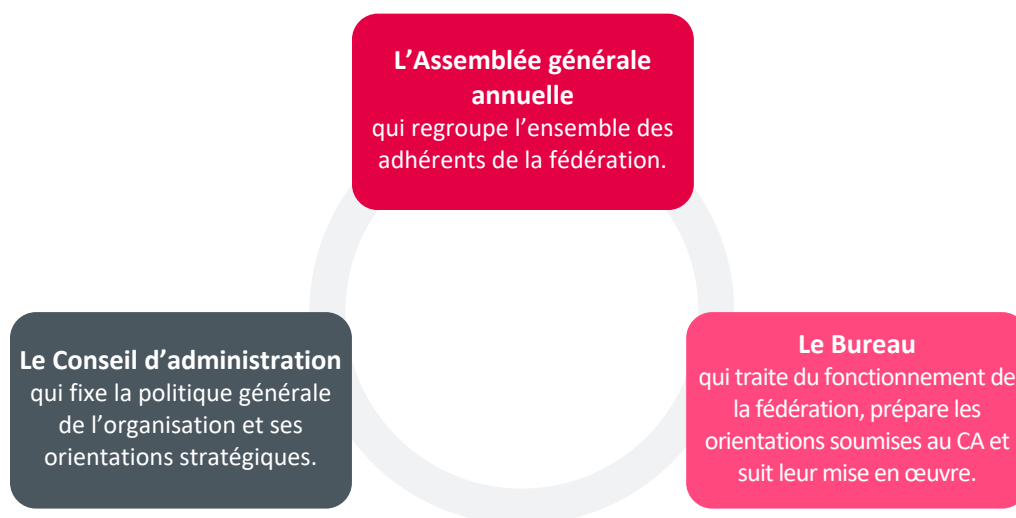 L’Assemblée générale
annuelle
qui regroupe l’ensemble des
adhérents de la fédération.
Le Conseil d’administration
qui fixe la politique générale
de l’organisation et ses
orientations stratégiques.
Le Bureau
qui traite du fonctionnement de
la fédération, prépare les
orientations soumises au CA et
suit leur mise en œuvre.